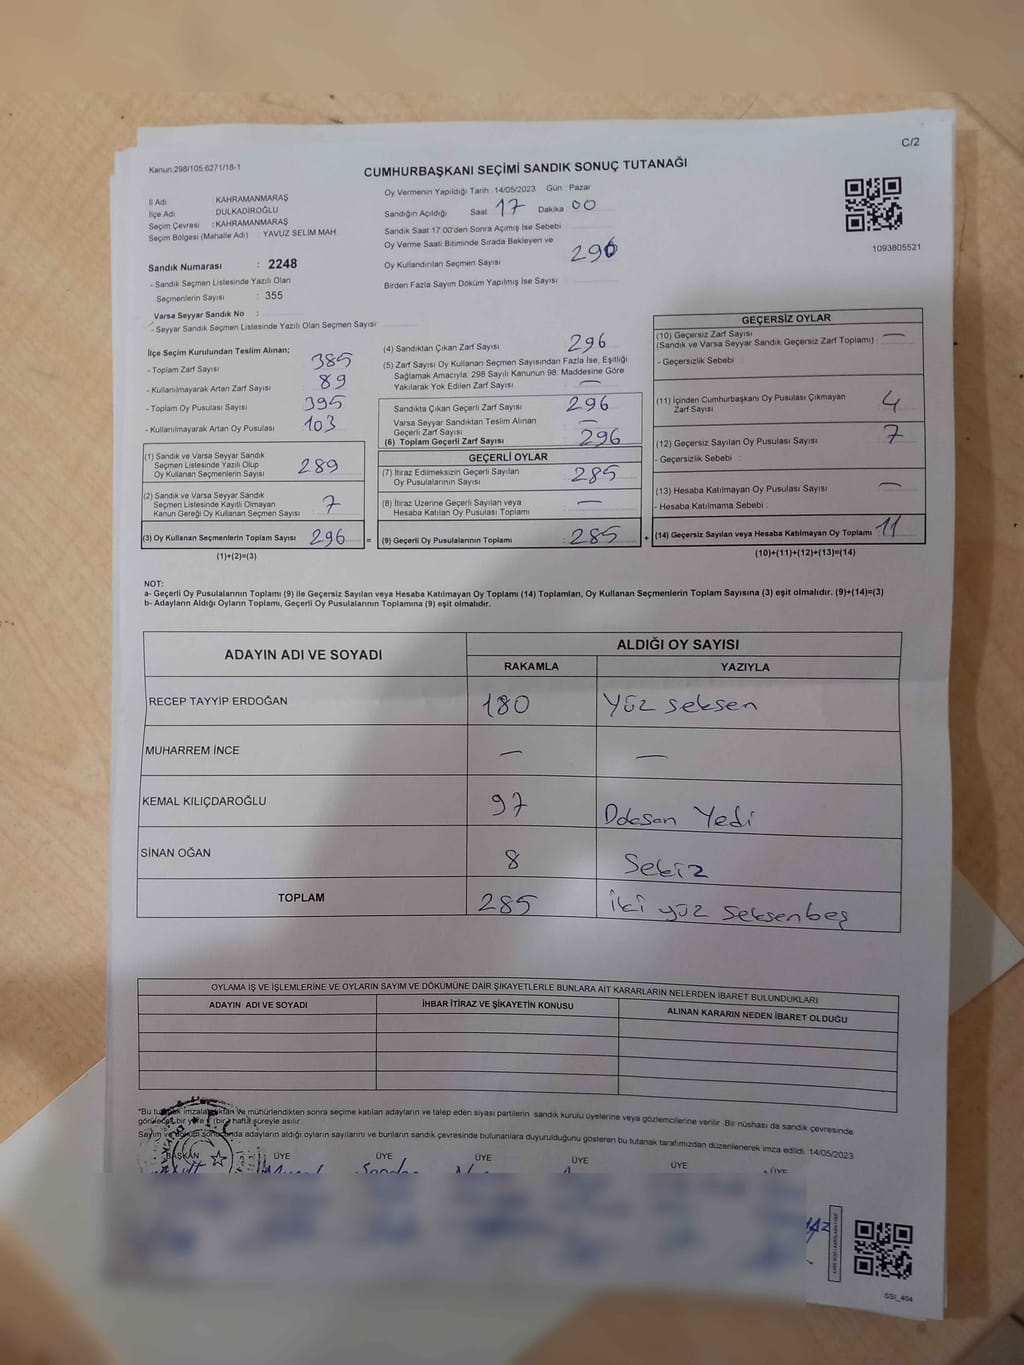 C/2
Kanun:298/105:6271/18-1
CUMHURBAŞKANI SEÇİMİ SANDIK SONUÇ TUTANAĞI
İl Adı KAHRAMANMARAŞ
İlçe Adı DULKADİROĞLU
Seçim Çevresi : KAHRAMANMARAŞ
Seçim Bölgesi (Mahalle Adı) : YAVUZ SELİM MAH
Oy Vermenin Yapıldığı Tarih 14/05/2023 Gün : Pazar
Sandığın Açıldığı Saat 17 Dakika 00
Sandık Saat 17:00'den Sonra Açımış İse Sebebi
Oy Verme Saati Bitiminde Sırada Bekleyen ve
Oy Kullandırılan Seçmen Sayısı 296
Birden Fazla Sayım Döküm Yapılmış İse Sayısı
1093805521
Sandık Numarası : 2248
- Sandık Seçmen Listesinde Yazılı Olan
Seçmenlerin Sayısı : 355
Varsa Seyyar Sandık No :
- Seyyar Sandık Seçmen Listesinde Yazılı Olan Seçmen Sayısı
İlçe Seçim Kurulundan Teslim Alınan;
- Toplam Zarf Sayısı 385
- Kullanılmayarak Artan Zarf Sayısı 89
- Toplam Oy Pusulası Sayısı 395
- Kullanılmayarak Artan Oy Pusulası 103
(1) Sandık ve Varsa Seyyar Sandık
Seçmen Listesinde Yazılı Olup
Oy Kullanan Seçmenlerin Sayısı 289
(2) Sandık ve Varsa Seyyar Sandık
Seçmen Listesinde Kayıtlı Olmayan
Kanun Gereği Oy Kullanan Seçmen Sayısı 7
(3) Oy Kullanan Seçmenlerin Toplam Sayısı 296 =
(1)+(2)=(3)
(4) Sandıktan Çıkan Zarf Sayısı 296
(5) Zarf Sayısı Oy Kullanan Seçmen Sayısından Fazla İse, Eşitliği
Sağlamak Amacıyla, 298 Sayılı Kanunun 98. Maddesine Göre
Yakılarak Yok Edilen Zarf Sayısı —
Sandıkta Çıkan Geçerli Zarf Sayısı 296
Varsa Seyyar Sandıktan Teslim Alınan
Geçerli Zarf Sayısı —
(6) Toplam Geçerli Zarf Sayısı 296
GEÇERLİ OYLAR
(7) İtiraz Edilmeksizin Geçerli Sayılan
Oy Pusulalarının Sayısı 285
(8) İtiraz Üzerine Geçerli Sayılan veya
Hesaba Katılan Oy Pusulası Toplamı —
(9) Geçerli Oy Pusulalarının Toplamı : 285 +
GEÇERSİZ OYLAR
(10) Geçersiz Zarf Sayısı
(Sandık ve Varsa Seyyar Sandık Geçersiz Zarf Toplamı) —
- Geçersizlik Sebebi
(11) İçinden Cumhurbaşkanı Oy Pusulası Çıkmayan
Zarf Sayısı 4
(12) Geçersiz Sayılan Oy Pusulası Sayısı 7
- Geçersizlik Sebebi :
(13) Hesaba Katılmayan Oy Pusulası Sayısı —
- Hesaba Katılmama Sebebi :
(14) Geçersiz Sayılan veya Hesaba Katılmayan Oy Toplamı 11
(10)+(11)+(12)+(13)=(14)
NOT:
a- Geçerli Oy Pusulalarının Toplamı (9) ile Geçersiz Sayılan veya Hesaba Katılmayan Oy Toplamı (14) Toplamları, Oy Kullanan Seçmenlerin Toplam Sayısına (3) eşit olmalıdır. (9)+(14)=(3)
b- Adayların Aldığı Oyların Toplamı, Geçerli Oy Pusulalarının Toplamına (9) eşit olmalıdır.
ADAYIN ADI VE SOYADI ALDIĞI OY SAYISI
RAKAMLA YAZIYLA
RECEP TAYYİP ERDOĞAN 180 Yüz seksen
MUHARREM İNCE — —
KEMAL KILIÇDAROĞLU 97 Doksan Yedi
SİNAN OĞAN 8 Sekiz
TOPLAM 285 İki yüz seksenbeş
OYLAMA İŞ VE İŞLEMLERİNE VE OYLARIN SAYIM VE DÖKÜMÜNE DAİR ŞİKAYETLERLE BUNLARA AİT KARARLARIN NELERDEN İBARET BULUNDUKLARI
ADAYIN ADI VE SOYADI İHBAR İTİRAZ VE ŞİKAYETİN KONUSU ALINAN KARARIN NEDEN İBARET OLDUĞU
*Bu tutanak imzalandıktan ve mühürlendikten sonra seçime katılan adayların ve talep eden siyasi partilerin sandık kurulu üyelerine veya gözlemcilerine verilir. Bir nüshası da sandık çevresinde
görülecek bir yere 1 (bir) hafta süreyle asılır.
Sayım ve sonunda adayların aldığı oyların sayılarını ve bunların sandık çevresinde bulunanlara duyurulduğunu gösteren bu tutanak tarafımızdan düzenlenerek imza edildi. 14/05/2023
BAŞKAN ÜYE ÜYE ÜYE ÜYE ÜYE ÜYE
SSI_404